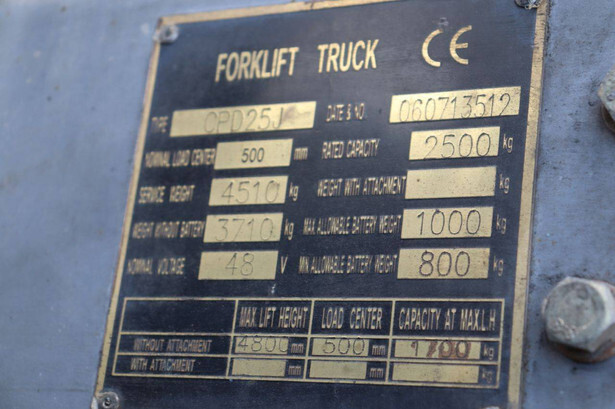 FORKLIFT TRUCK CE
TYPE CPD25J DATE & NO. 060713512
NOMINAL LOAD CENTER 500 mm RATED CAPACITY 2500 kg
SERVICE WEIGHT 4510 kg WEIGHT WITH ATTACHMENT kg
WEIGHT WITHOUT BATTERY 3710 kg MAX.ALLOWABLE BATTERY WEIGHT 1000 kg
NOMINAL VOLTAGE 48 V MIN.ALLOWABLE BATTERY WEIGHT 800 kg
MAX. LIFT HEIGHT LOAD CENTER CAPACITY AT MAX.L.H
WITHOUT ATTACHMENT 4800 mm 500 mm kg
WITH ATTACHMENT mm mm kg